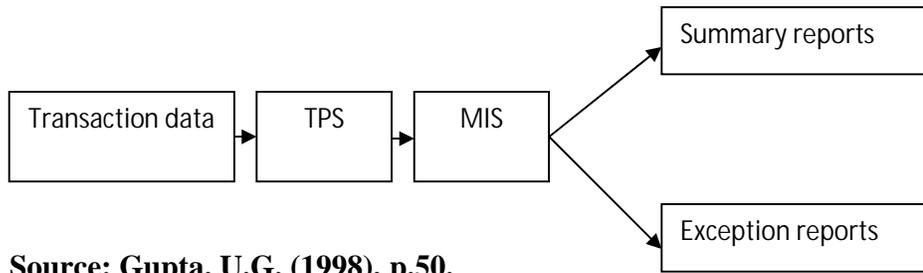 Summary reports
Transaction data
TPS
MIS
Exception reports
Source: Gupta, U.G. (1998), p.50.